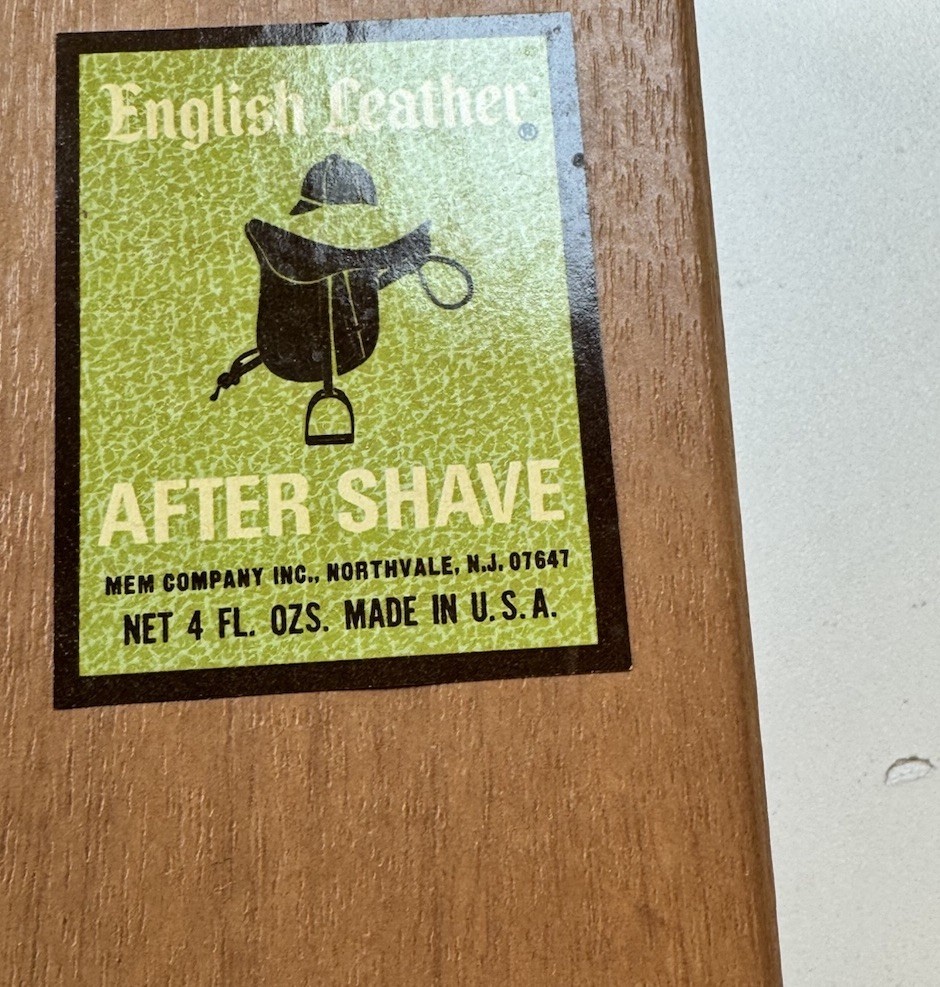 English Leather®
AFTER SHAVE
MEM COMPANY INC., NORTHVALE, N.J. 07647
NET 4 FL. OZS. MADE IN U.S.A.